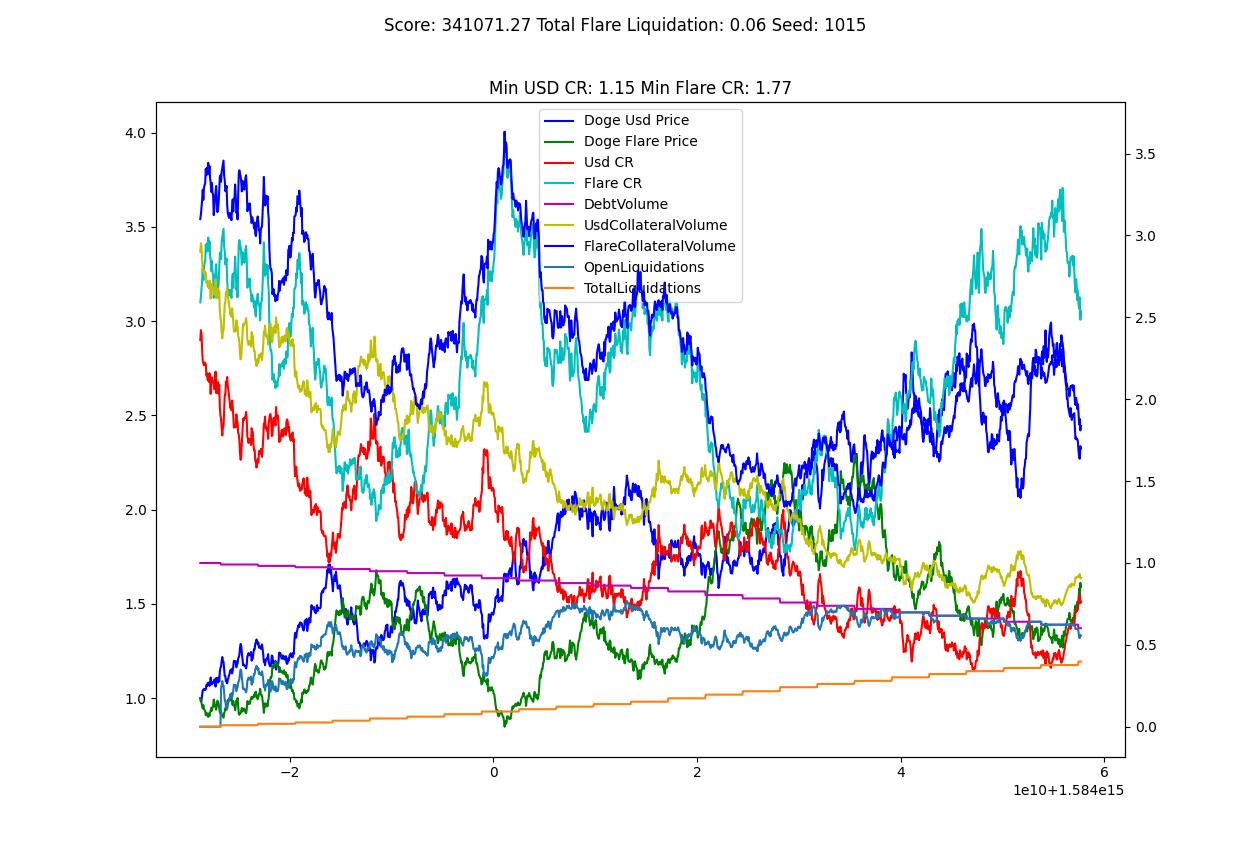 Score: 341071.27 Total Flare Liquidation: 0.06 Seed: 1015
Min USD CR: 1.15 Min Flare CR: 1.77
Doge Usd Price
Doge Flare Price
Usd CR
Flare CR
DebtVolume
UsdCollateralVolume
FlareCollateralVolume
OpenLiquidations
TotalLiquidations
4.0
3.5
3.0
2.5
2.0
1.5
1.0
3.5
3.0
2.5
2.0
1.5
1.0
0.5
0.0
−2 0 2 4 6
1e10+1.584e15